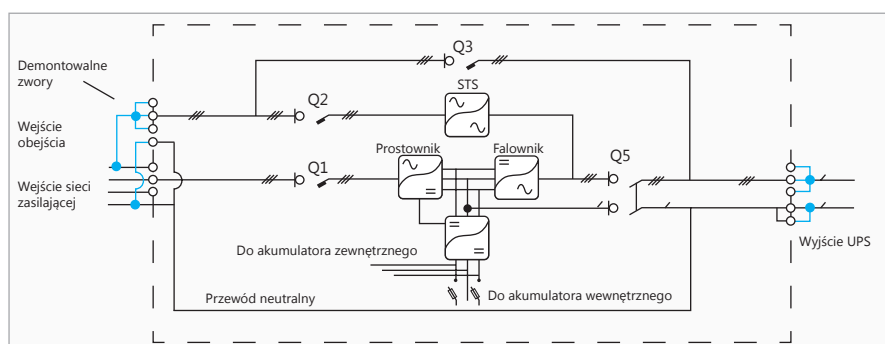 Demontowalne
zwory
Q3
STS
Q2
Wejście
obejścia
Prostownik
Falownik
Q1
Q5
Wejście sieci
zasilającej
Wyjście UPS
Do akumulatora zewnętrznego
Przewód neutralny
Do akumulatora wewnętrznego